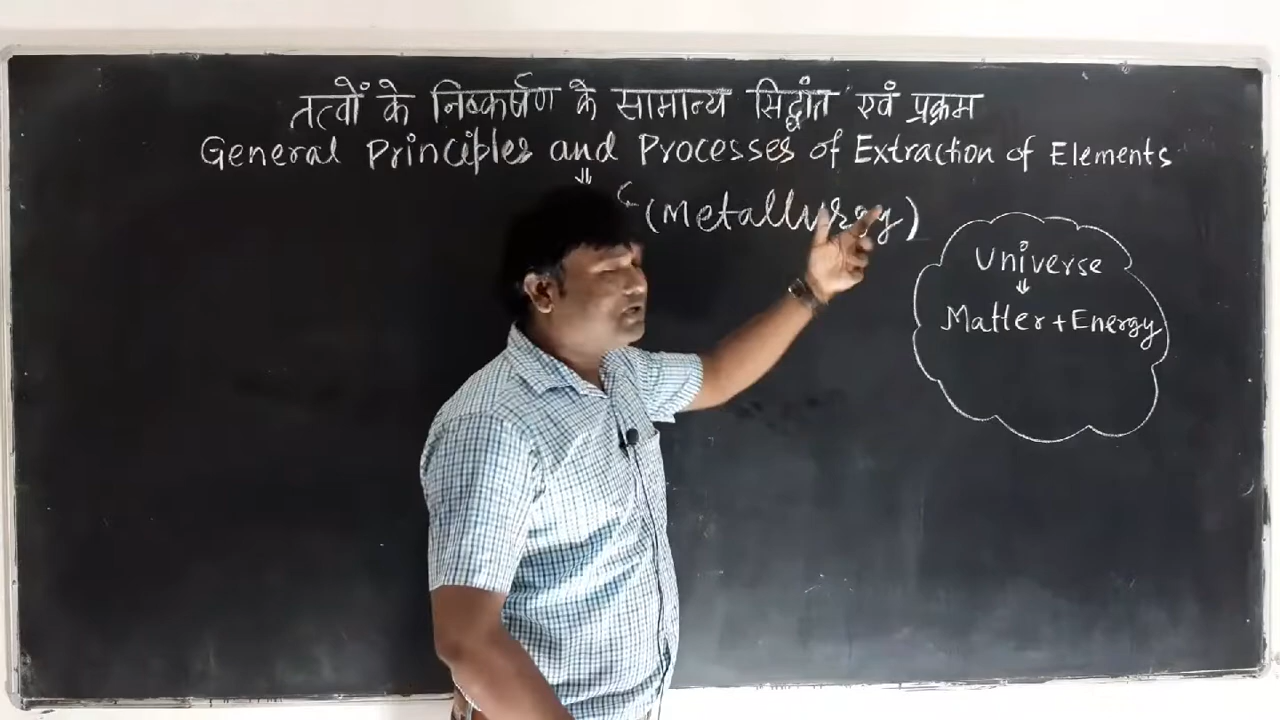 तत्वों के निष्कर्षण के सामान्य सिद्धांत एवं प्रक्रम
General Principles and Processes of Extraction of Elements
⇓
(Metallurgy)
Universe
⇓
Matter + Energy